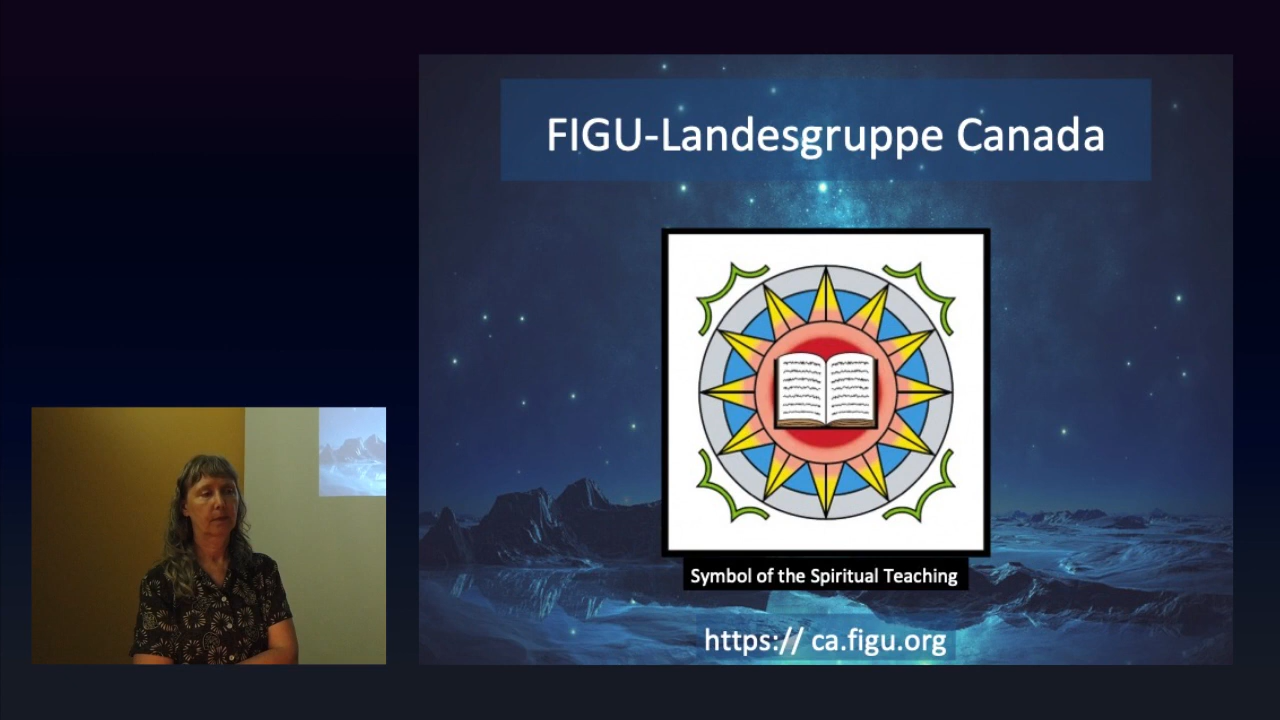 FIGU-Landesgruppe Canada
Symbol of the Spiritual Teaching
https:// ca.figu.org